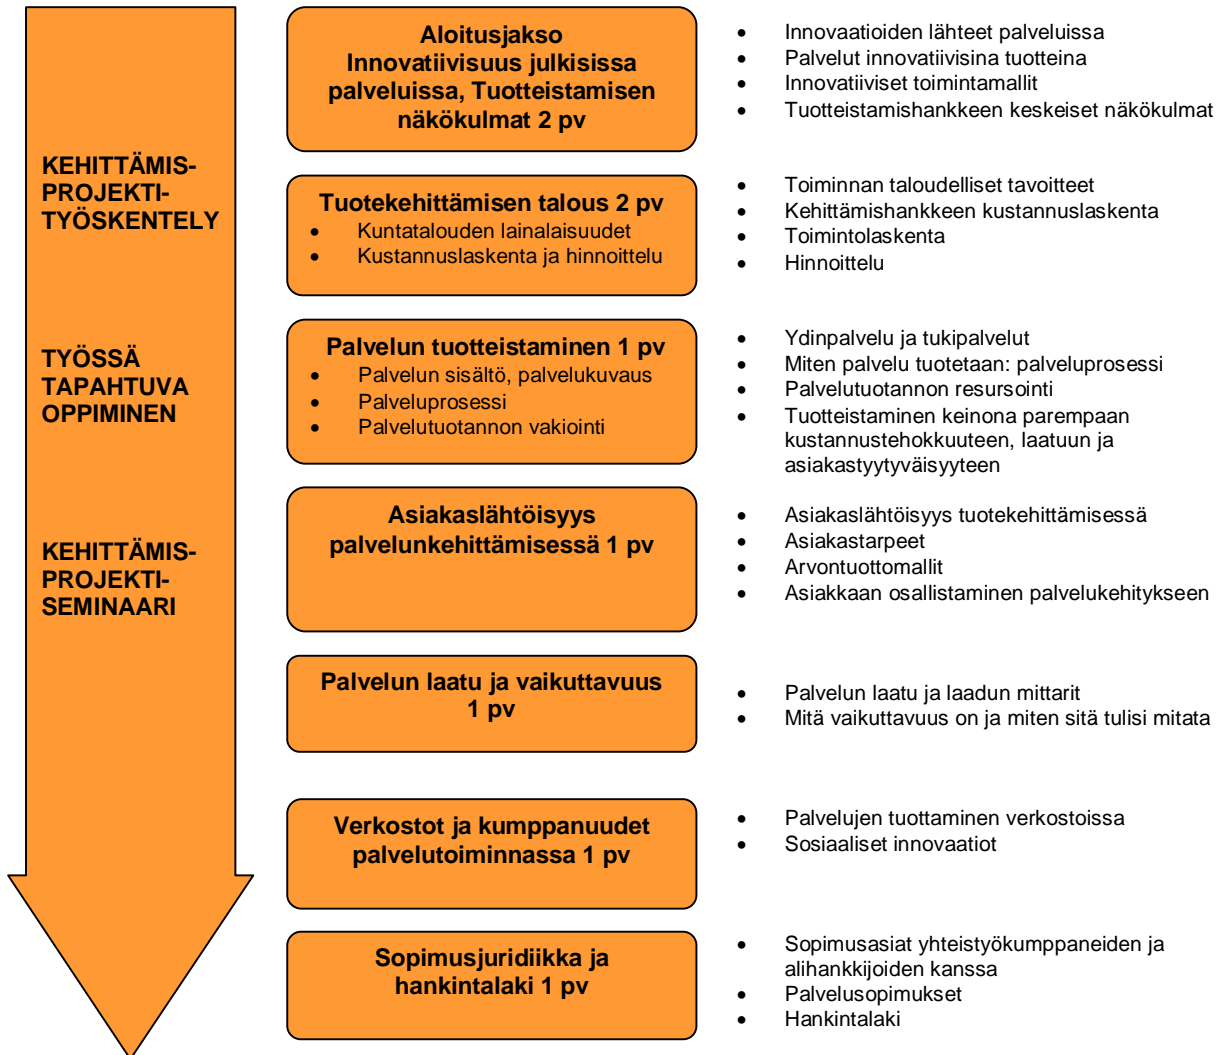 KEHITTÄMIS-
PROJEKTI-
TYÖSKENTELY
TYÖSSÄ
TAPAHTUVA
OPPIMINEN
KEHITTÄMIS-
PROJEKTI-
SEMINAARI
Aloitusjakso
Innovatiivisuus julkisissa
palveluissa, Tuotteistamisen
näkökulmat 2 pv
• Innovaatioiden lähteet palveluissa
• Palvelut innovatiivisina tuotteina
• Innovatiiviset toimintamallit
• Tuotteistamishankkeen keskeiset näkökulmat
Tuotekehittämisen talous 2 pv
• Kuntatalouden lainalaisuudet
• Kustannuslaskenta ja hinnoittelu
• Toiminnan taloudelliset tavoitteet
• Kehittämishankkeen kustannuslaskenta
• Toimintolaskenta
• Hinnoittelu
Palvelun tuotteistaminen 1 pv
• Palvelun sisältö, palvelukuvaus
• Palveluprosessi
• Palvelutuotannon vakiointi
• Ydinpalvelu ja tukipalvelut
• Miten palvelu tuotetaan: palveluprosessi
• Palvelutuotannon resursointi
• Tuotteistaminen keinona parempaan
kustannustehokkuuteen, laatuun ja
asiakastyytyväisyyteen
Asiakaslähtöisyys
palvelunkehittämisessä 1 pv
• Asiakaslähtöisyys tuotekehittämisessä
• Asiakastarpeet
• Arvontuottomallit
• Asiakkaan osallistaminen palvelukehitykseen
Palvelun laatu ja vaikuttavuus
1 pv
• Palvelun laatu ja laadun mittarit
• Mitä vaikuttavuus on ja miten sitä tulisi mitata
Verkostot ja kumppanuudet
palvelutoiminnassa 1 pv
• Palvelujen tuottaminen verkostoissa
• Sosiaaliset innovaatiot
Sopimusjuridiikka ja
hankintalaki 1 pv
• Sopimusasiat yhteistyökumppaneiden ja
alihankkijoiden kanssa
• Palvelusopimukset
• Hankintalaki